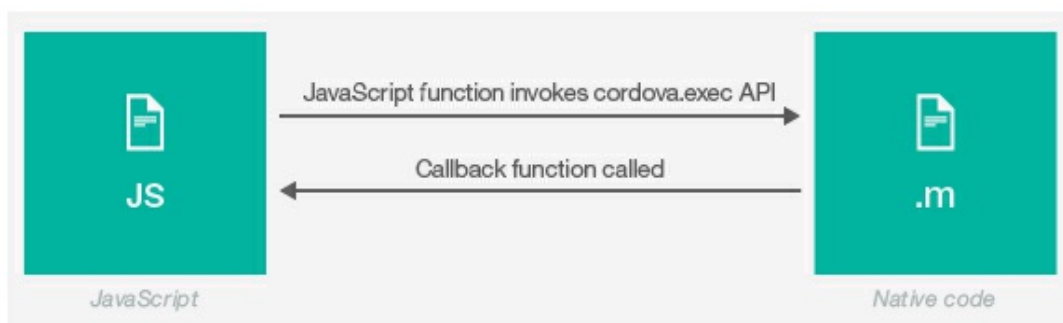 JavaScript function invokes cordova.exec API
Callback function called
JS
.m
JavaScript
Native code